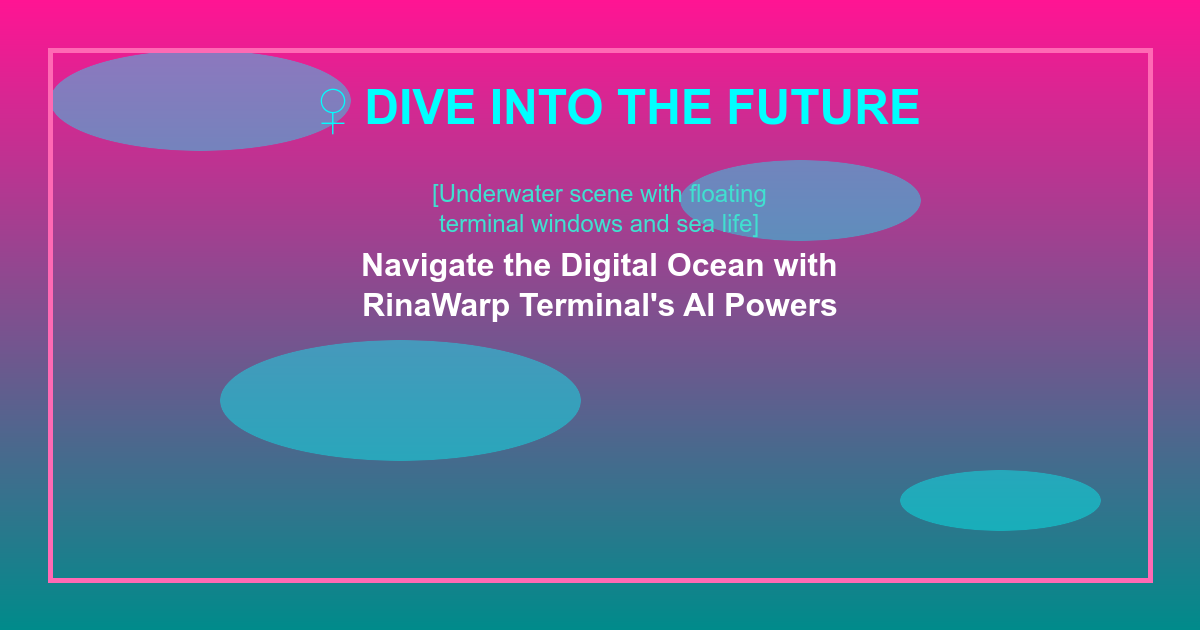 ♀ DIVE INTO THE FUTURE
[Underwater scene with floating
terminal windows and sea life]
Navigate the Digital Ocean with
RinaWarp Terminal's AI Powers